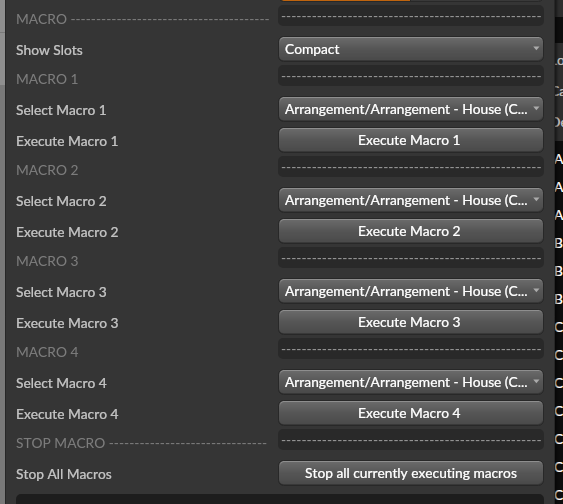 MACRO --------------------------------- ------------------------------------------
Show Slots Compact
MACRO 1 ------------------------------------------
Select Macro 1 Arrangement/Arrangement - House (C...
Execute Macro 1 Execute Macro 1
MACRO 2 ------------------------------------------
Select Macro 2 Arrangement/Arrangement - House (C...
Execute Macro 2 Execute Macro 2
MACRO 3 ------------------------------------------
Select Macro 3 Arrangement/Arrangement - House (C...
Execute Macro 3 Execute Macro 3
MACRO 4 ------------------------------------------
Select Macro 4 Arrangement/Arrangement - House (C...
Execute Macro 4 Execute Macro 4
STOP MACRO -------------------------- ------------------------------------------
Stop All Macros Stop all currently executing macros